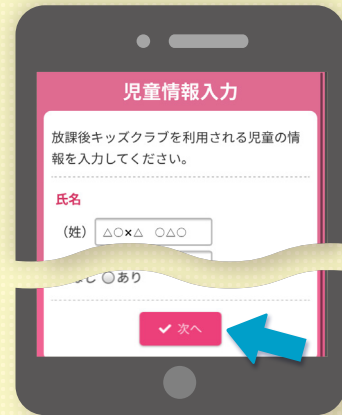 児童情報入力
放課後キッズクラブを利用される児童の情
報を入力してください。
氏名
(姓) △○×△ ○△○
なし ○あり
✔ 次へ